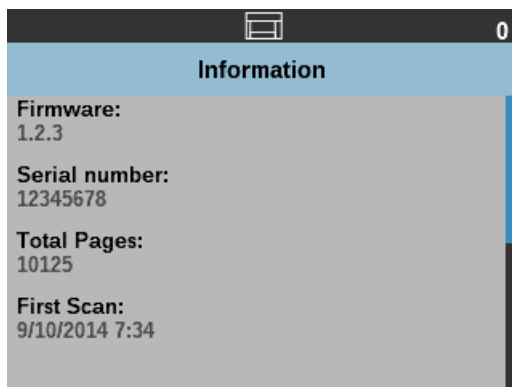 0
Information
Firmware:
1.2.3
Serial number:
12345678
Total Pages:
10125
First Scan:
9/10/2014 7:34